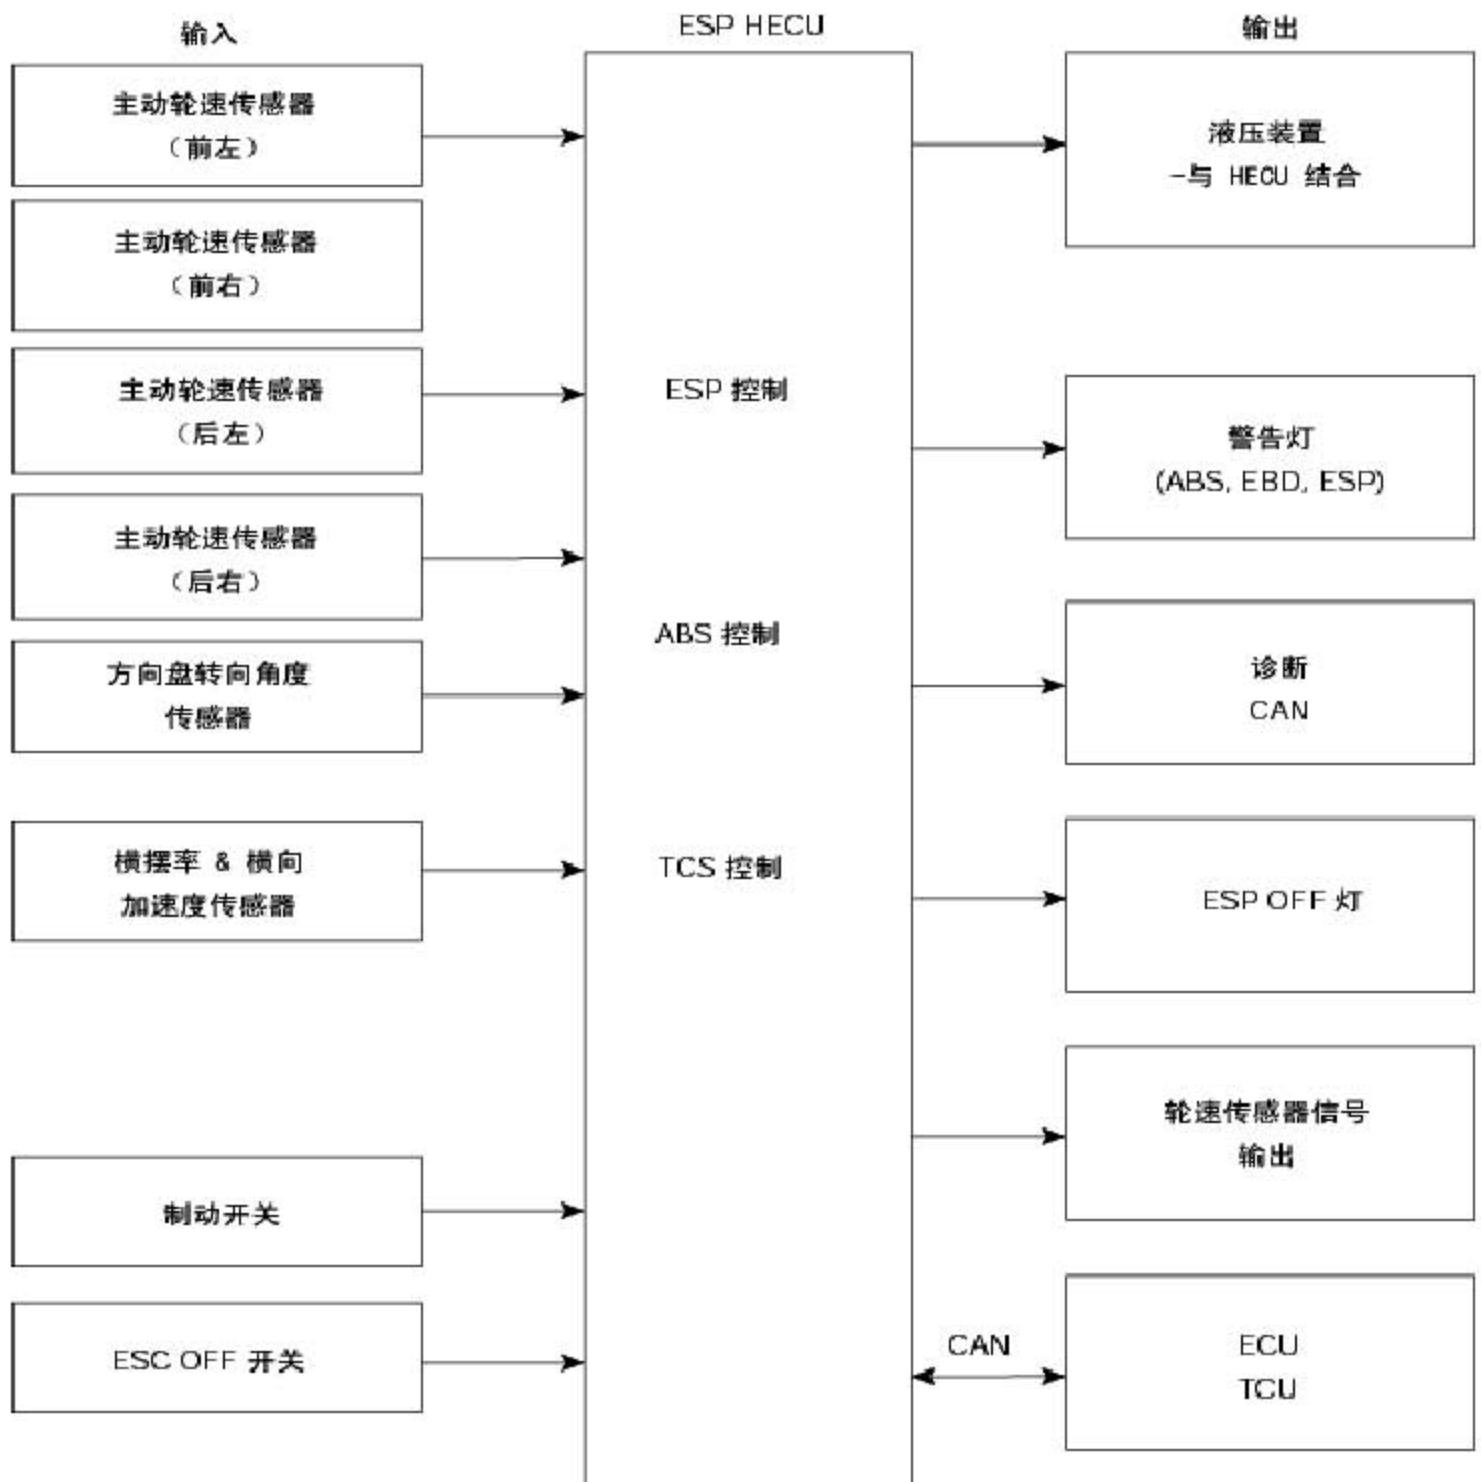 输入
主动轮速传感器
（前左）
主动轮速传感器
（前右）
主动轮速传感器
（后左）
主动轮速传感器
（后右）
方向盘转向角度
传感器
横摆率 & 横向
加速度传感器
制动开关
ESC OFF 开关
ESP HECU
ESP 控制
ABS 控制
TCS 控制
输出
液压装置
-与 HECU 结合
警告灯
(ABS, EBD, ESP)
诊断
CAN
ESP OFF 灯
轮速传感器信号
输出
CAN
ECU
TCU